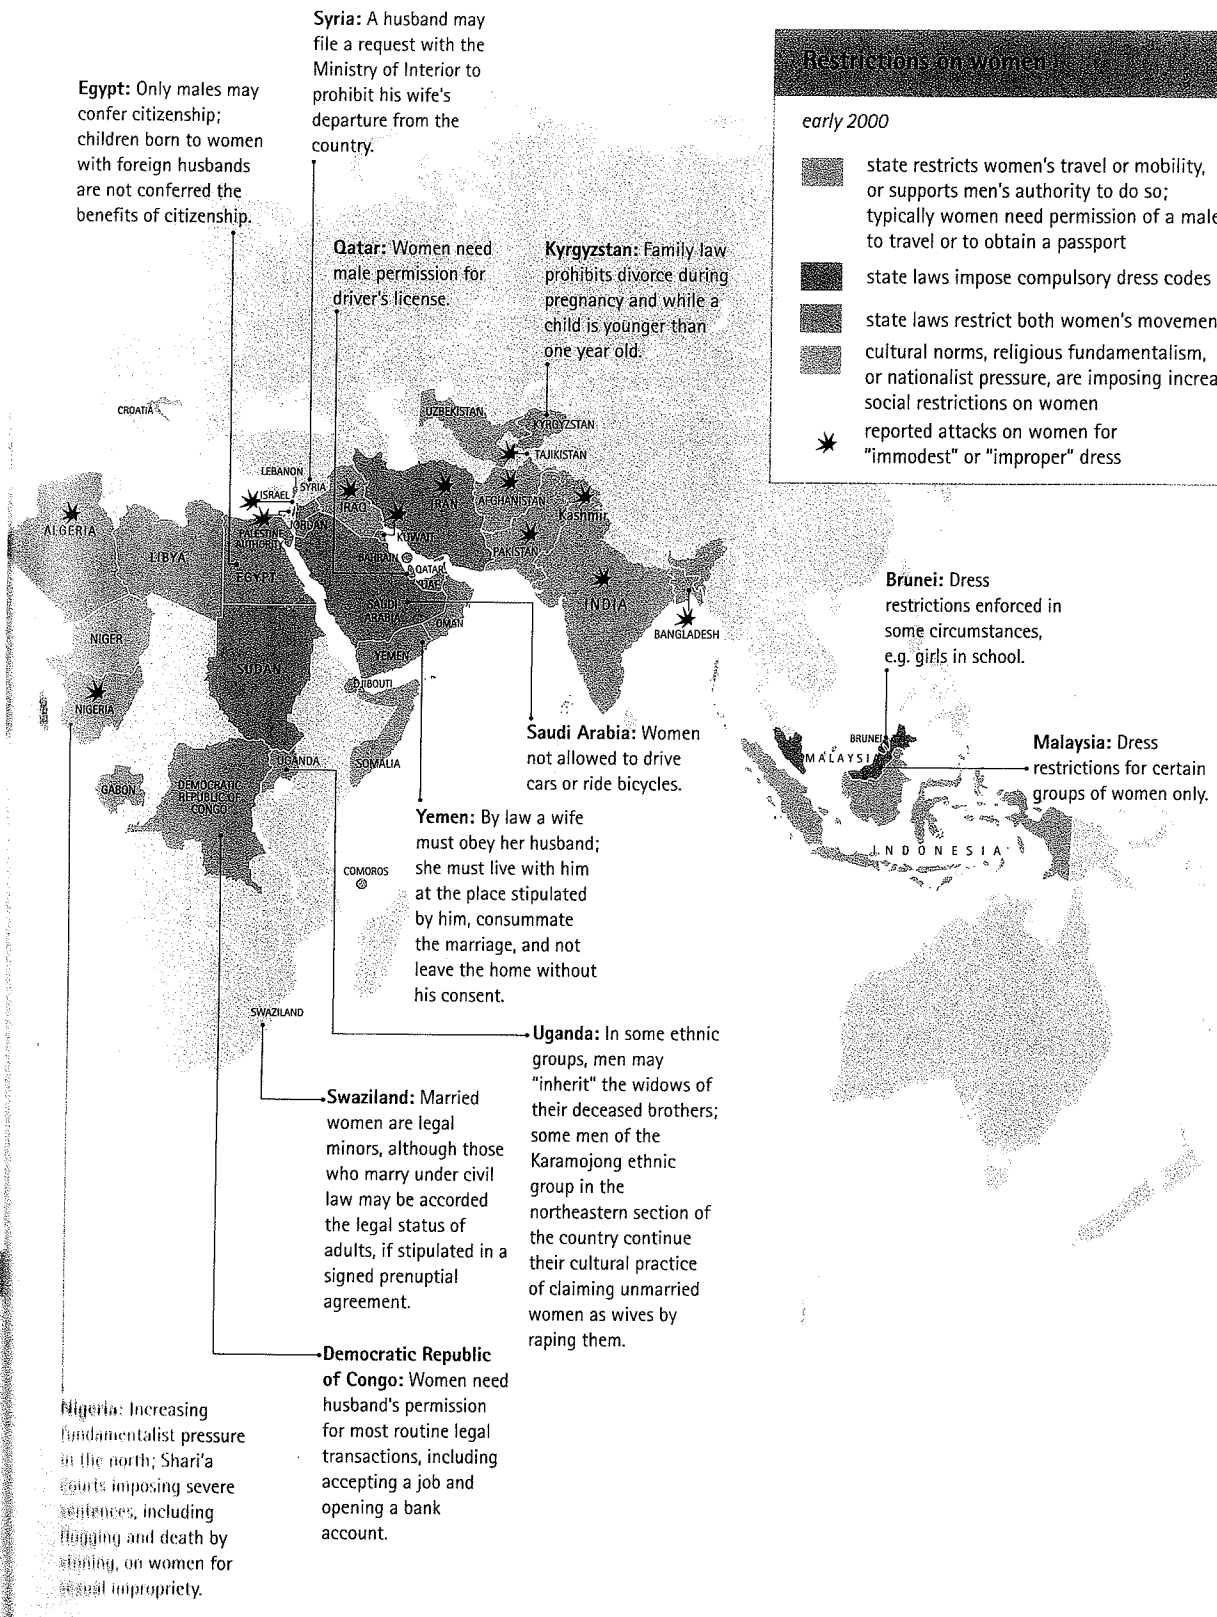 Syria: A husband may
file a request with the
Ministry of Interior to
prohibit his wife's
departure from the
country.
Egypt: Only males may
confer citizenship;
children born to women
with foreign husbands
are not conferred the
benefits of citizenship.
Qatar: Women need
male permission for
driver's license.
Kyrgyzstan: Family law
prohibits divorce during
pregnancy and while a
child is younger than
one year old.
Restrictions on women
early 2000
state restricts women's travel or mobility,
or supports men's authority to do so;
typically women need permission of a male
to travel or to obtain a passport
state laws impose compulsory dress codes
state laws restrict both women's
cultural norms, religious fundamentalism,
or nationalist pressure, are imposing
social restrictions on women
reported attacks on women for
"immodest" or "improper" dress
CROATIA
UZBEKISTAN
KYRGYZSTAN
TAJIKISTAN
LEBANON
SYRIA
ISRAEL
IRAQ
IRAN
AFGHANISTAN
Kashmir
ALGERIA
LIBYA
PALESTINE
AUTHORITY
JORDAN
KUWAIT
PAKISTAN
EGYPT
BAHRAIN
QATAR
UAE
SAUDI
ARABIA
OMAN
INDIA
BANGLADESH
NIGER
SUDAN
YEMEN
DJIBOUTI
NIGERIA
UGANDA
SOMALIA
GABON
DEMOCRATIC
REPUBLIC OF
CONGO
COMOROS
SWAZILAND
BRUNEI
MALAYSIA
INDONESIA
Brunei: Dress
restrictions enforced in
some circumstances,
e.g. girls in school.
Malaysia: Dress
restrictions for certain
groups of women only.
Saudi Arabia: Women
not allowed to drive
cars or ride bicycles.
Yemen: By law a wife
must obey her husband;
she must live with him
at the place stipulated
by him, consummate
the marriage, and not
leave the home without
his consent.
Uganda: In some ethnic
groups, men may
"inherit" the widows of
their deceased brothers;
some men of the
Karamojong ethnic
group in the
northeastern section of
the country continue
their cultural practice
of claiming unmarried
women as wives by
raping them.
Swaziland: Married
women are legal
minors, although those
who marry under civil
law may be accorded
the legal status of
adults, if stipulated in a
signed prenuptial
agreement.
Democratic Republic
of Congo: Women need
husband's permission
for most routine legal
transactions, including
accepting a job and
opening a bank
account.
Nigeria: Increasing
fundamentalist pressure
in the north; Shari'a
courts imposing severe
sentences, including
flogging and death by
stoning, on women for
sexual impropriety.